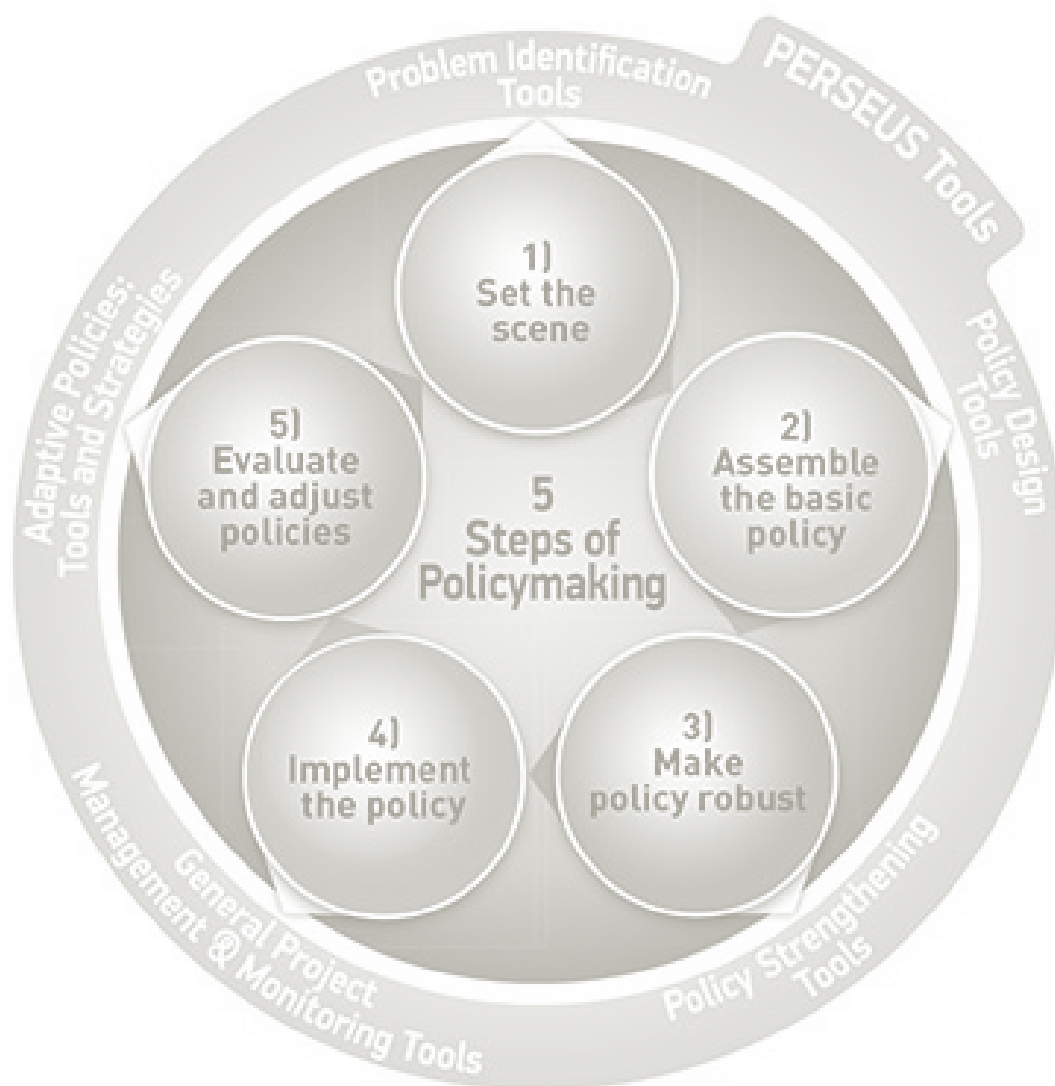 PERSEUS Tools
Problem Identification
Tools
Policy Design
Tools
Policy Strengthening
Tools
General Project
Management & Monitoring Tools
Adaptive Policies:
Tools and Strategies
1)
Set the
scene
2)
Assemble
the basic
policy
3)
Make
policy robust
4)
Implement
the policy
5)
Evaluate
and adjust
policies
5
Steps of
Policymaking